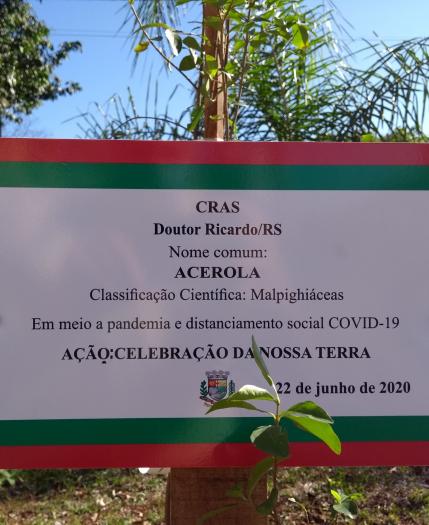 CRAS
Doutor Ricardo/RS
Nome comum:
ACEROLA
Classificação Científica: Malpighiáceas
Em meio a pandemia e distanciamento social COVID-19
AÇÃO:CELEBRAÇÃO DA NOSSA TERRA
22 de junho de 2020